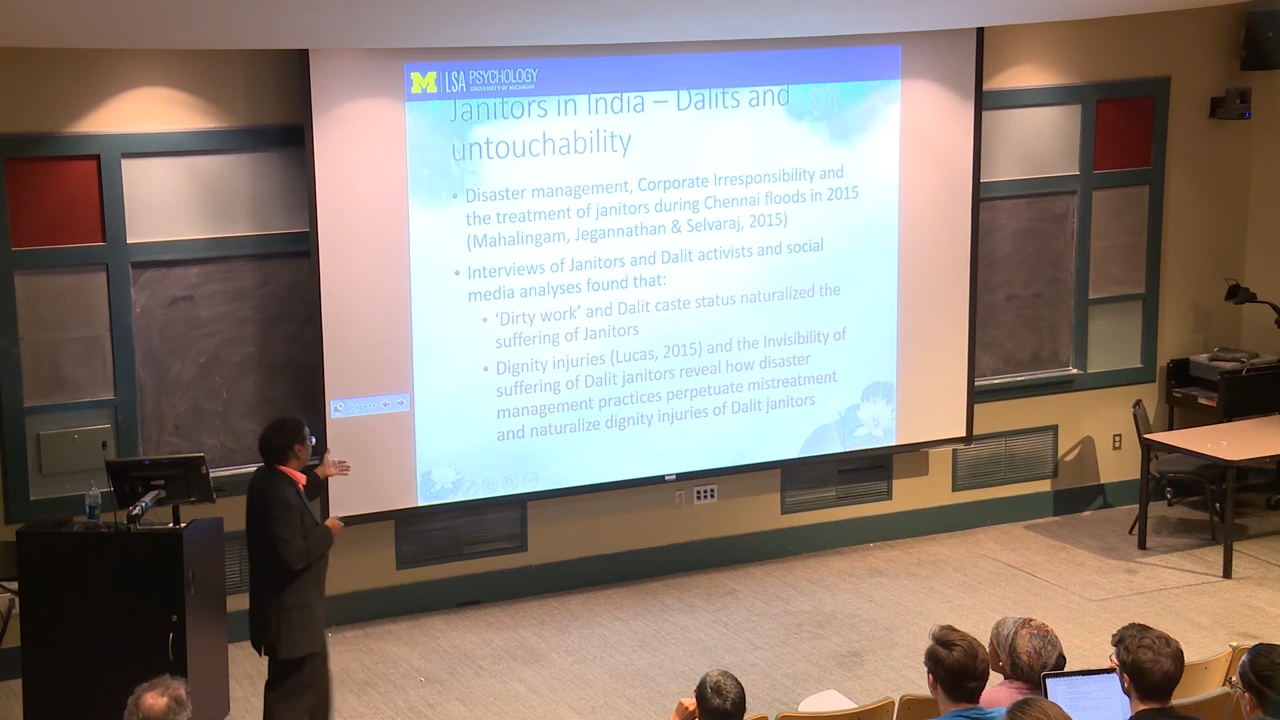 M LSA PSYCHOLOGY
UNIVERSITY OF MICHIGAN
Janitors in India – Dalits and
untouchability
• Disaster management, Corporate Irresponsibility and
the treatment of janitors during Chennai floods in 2015
(Mahalingam, Jegannathan & Selvaraj, 2015)
• Interviews of Janitors and Dalit activists and social
media analyses found that:
• ‘Dirty work’ and Dalit caste status naturalized the
suffering of Janitors
• Dignity injuries (Lucas, 2015) and the Invisibility of
suffering of Dalit janitors reveal how disaster
management practices perpetuate mistreatment
and naturalize dignity injuries of Dalit janitors